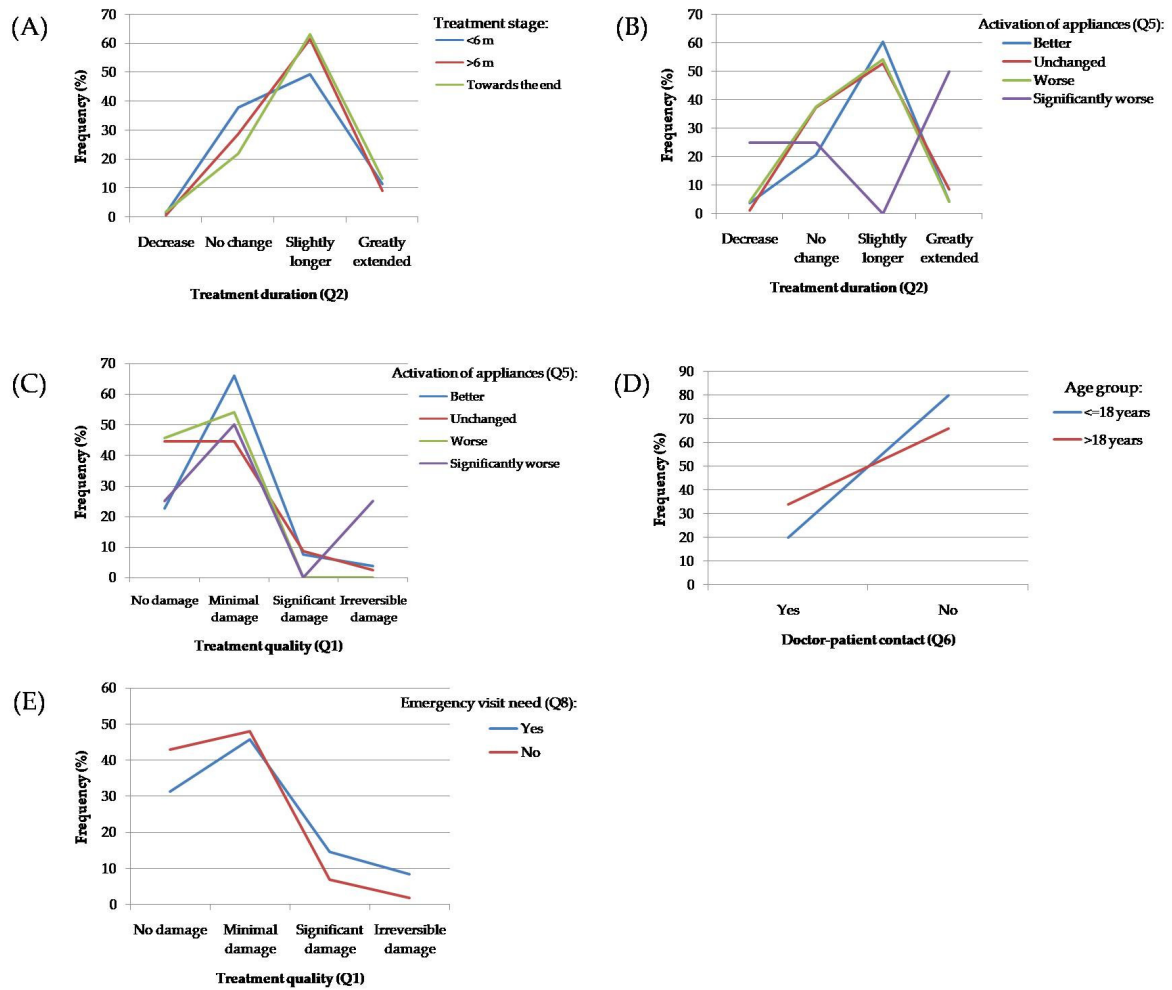 (A)
Treatment stage:
<6 m
>6 m
Towards the end
Frequency (%)
70
60
50
40
30
20
10
0
Decrease No change Slightly Greatly
longer extended
Treatment duration (Q2)
(B)
Activation of appliances (Q5):
Better
Unchanged
Worse
Significantly worse
Frequency (%)
70
60
50
40
30
20
10
0
Decrease No Slightly Greatly
change longer extended
Treatment duration (Q2)
(C)
Activation of appliances (Q5):
Better
Unchanged
Worse
Significantly worse
Frequency (%)
70
60
50
40
30
20
10
0
No damage Minimal Significant Irreversible
damage damage damage
Treatment quality (Q1)
(D)
Age group:
<=18 years
>18 years
Frequency (%)
90
80
70
60
50
40
30
20
10
0
Yes No
Doctor-patient contact (Q6)
(E)
Emergency visit need (Q8):
Yes
No
Frequency (%)
60
50
40
30
20
10
0
No damage Minimal Significant Irreversible
damage damage damage
Treatment quality (Q1)